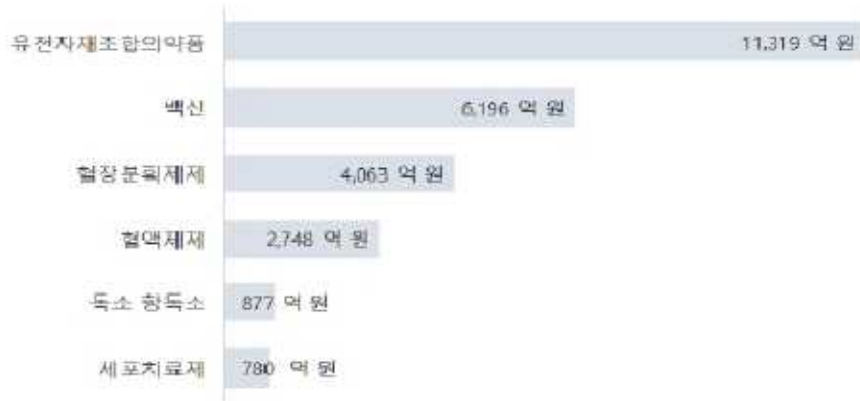 유전자재조합의약품 11,319 억 원
백신 6,196 억 원
혈장분획제제 4,063 억 원
혈액제제 2,748 억 원
독소 항독소 877 억 원
세포치료제 780 억 원